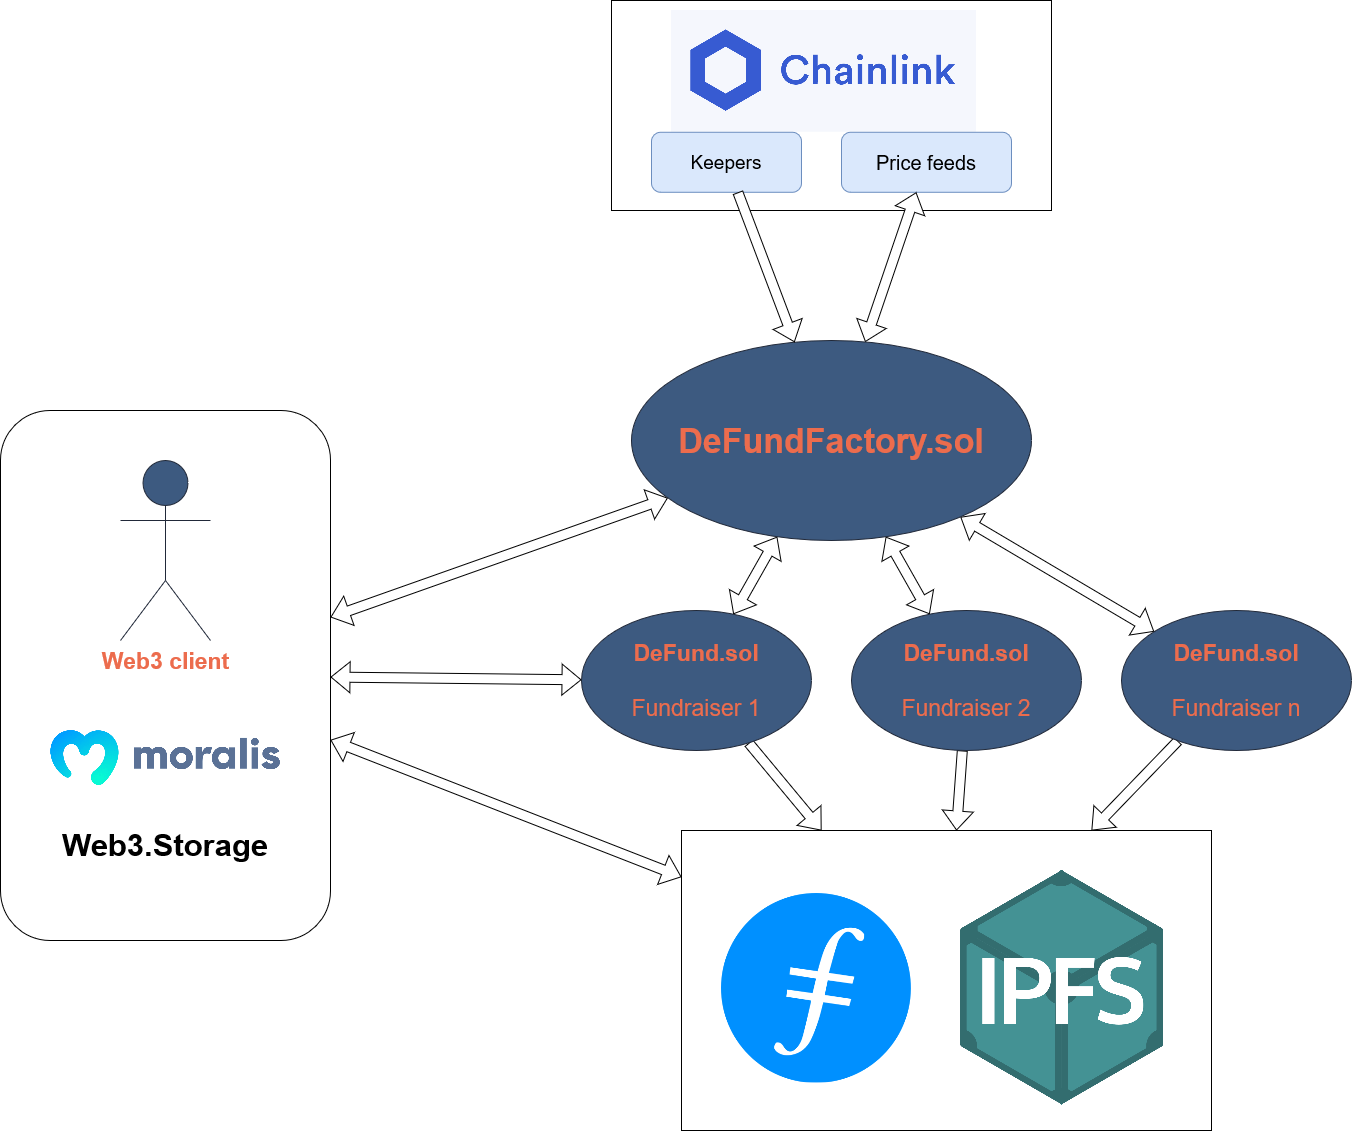 Chainlink
Keepers
Price feeds
DeFundFactory.sol
Web3 client
moralis
Web3.Storage
DeFund.sol
Fundraiser 1
DeFund.sol
Fundraiser 2
DeFund.sol
Fundraiser n
IPFS